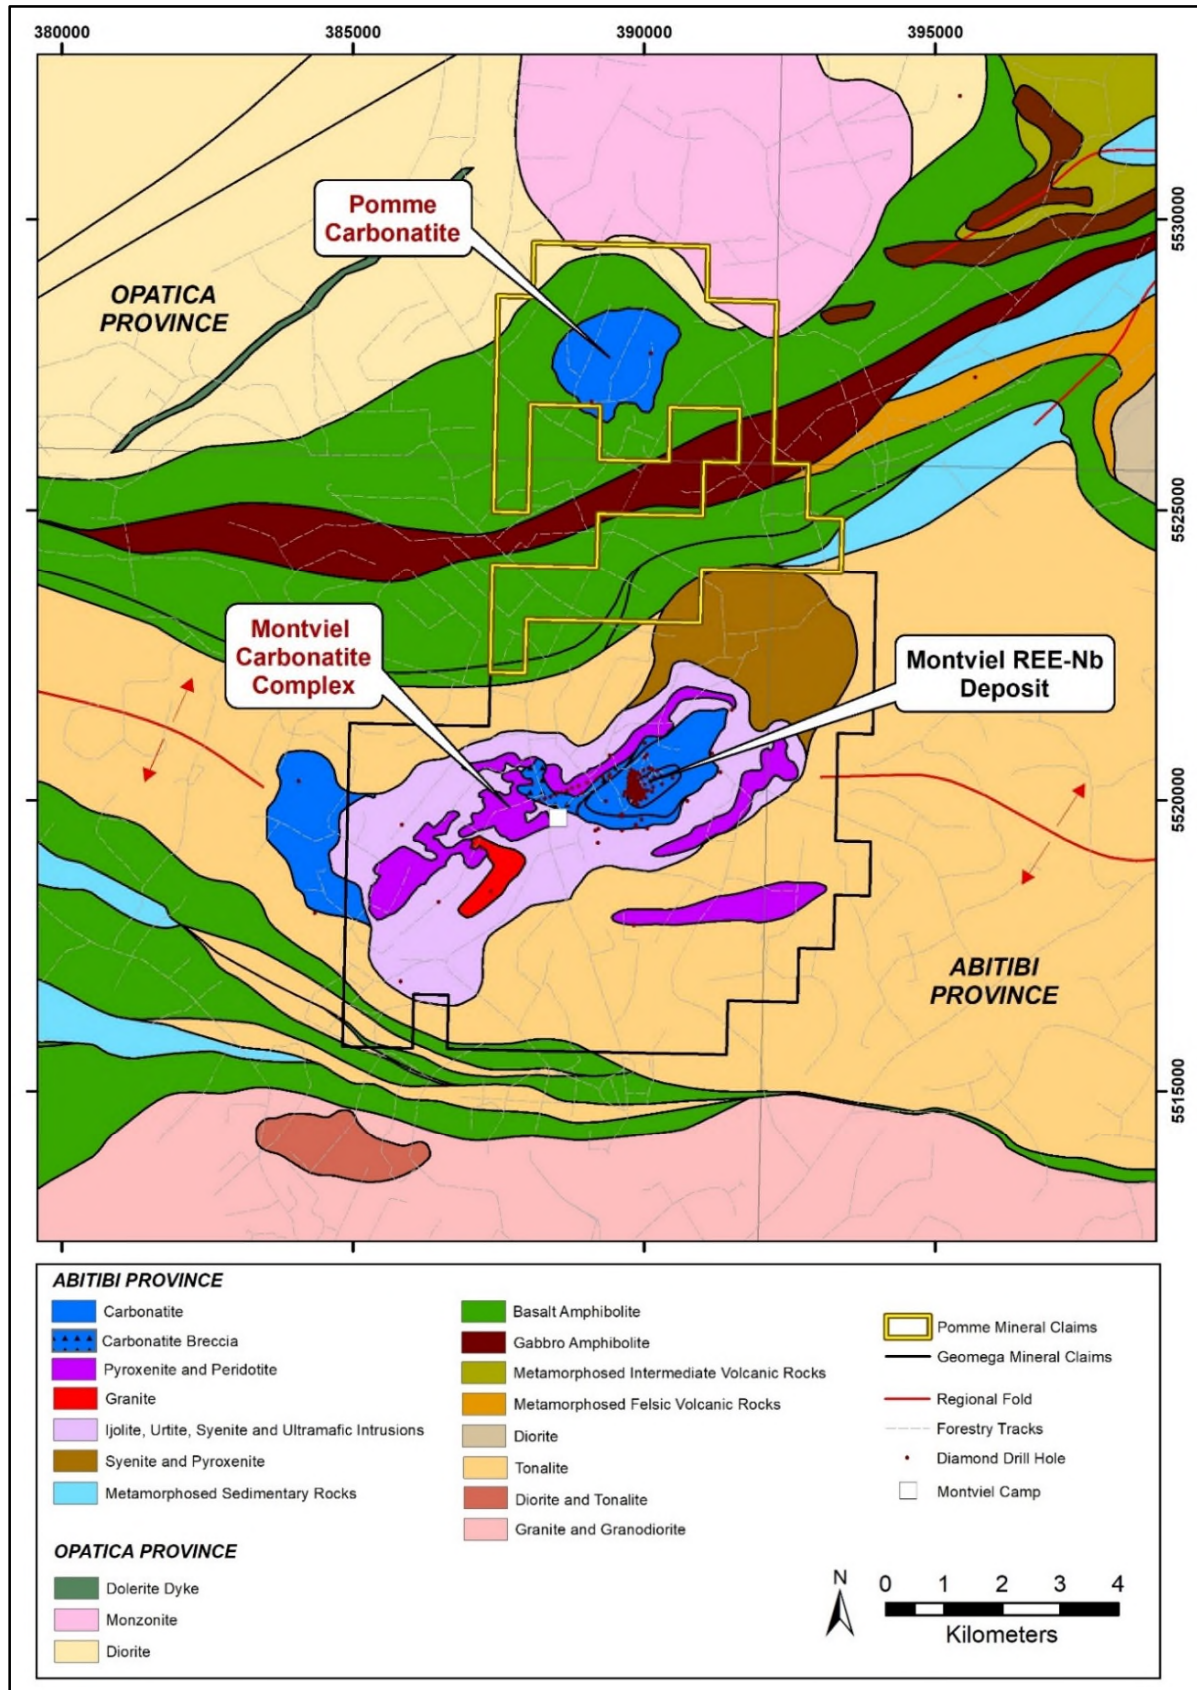 380000
385000
390000
395000
Pomme
Carbonatite
5530000
OPATICA
PROVINCE
5525000
Montviel
Carbonatite
Complex
Montviel REE-Nb
Deposit
5520000
ABITIBI
PROVINCE
5515000
ABITIBI PROVINCE
Carbonatite
Carbonatite Breccia
Pyroxenite and Peridotite
Granite
Ijolite, Urtite, Syenite and Ultramafic Intrusions
Syenite and Pyroxenite
Metamorphosed Sedimentary Rocks
OPATICA PROVINCE
Dolerite Dyke
Monzonite
Diorite
Basalt Amphibolite
Gabbro Amphibolite
Metamorphosed Intermediate Volcanic Rocks
Metamorphosed Felsic Volcanic Rocks
Diorite
Tonalite
Diorite and Tonalite
Granite and Granodiorite
Pomme Mineral Claims
Geomega Mineral Claims
Regional Fold
Forestry Tracks
Diamond Drill Hole
Montviel Camp
N
0 1 2 3 4
Kilometers